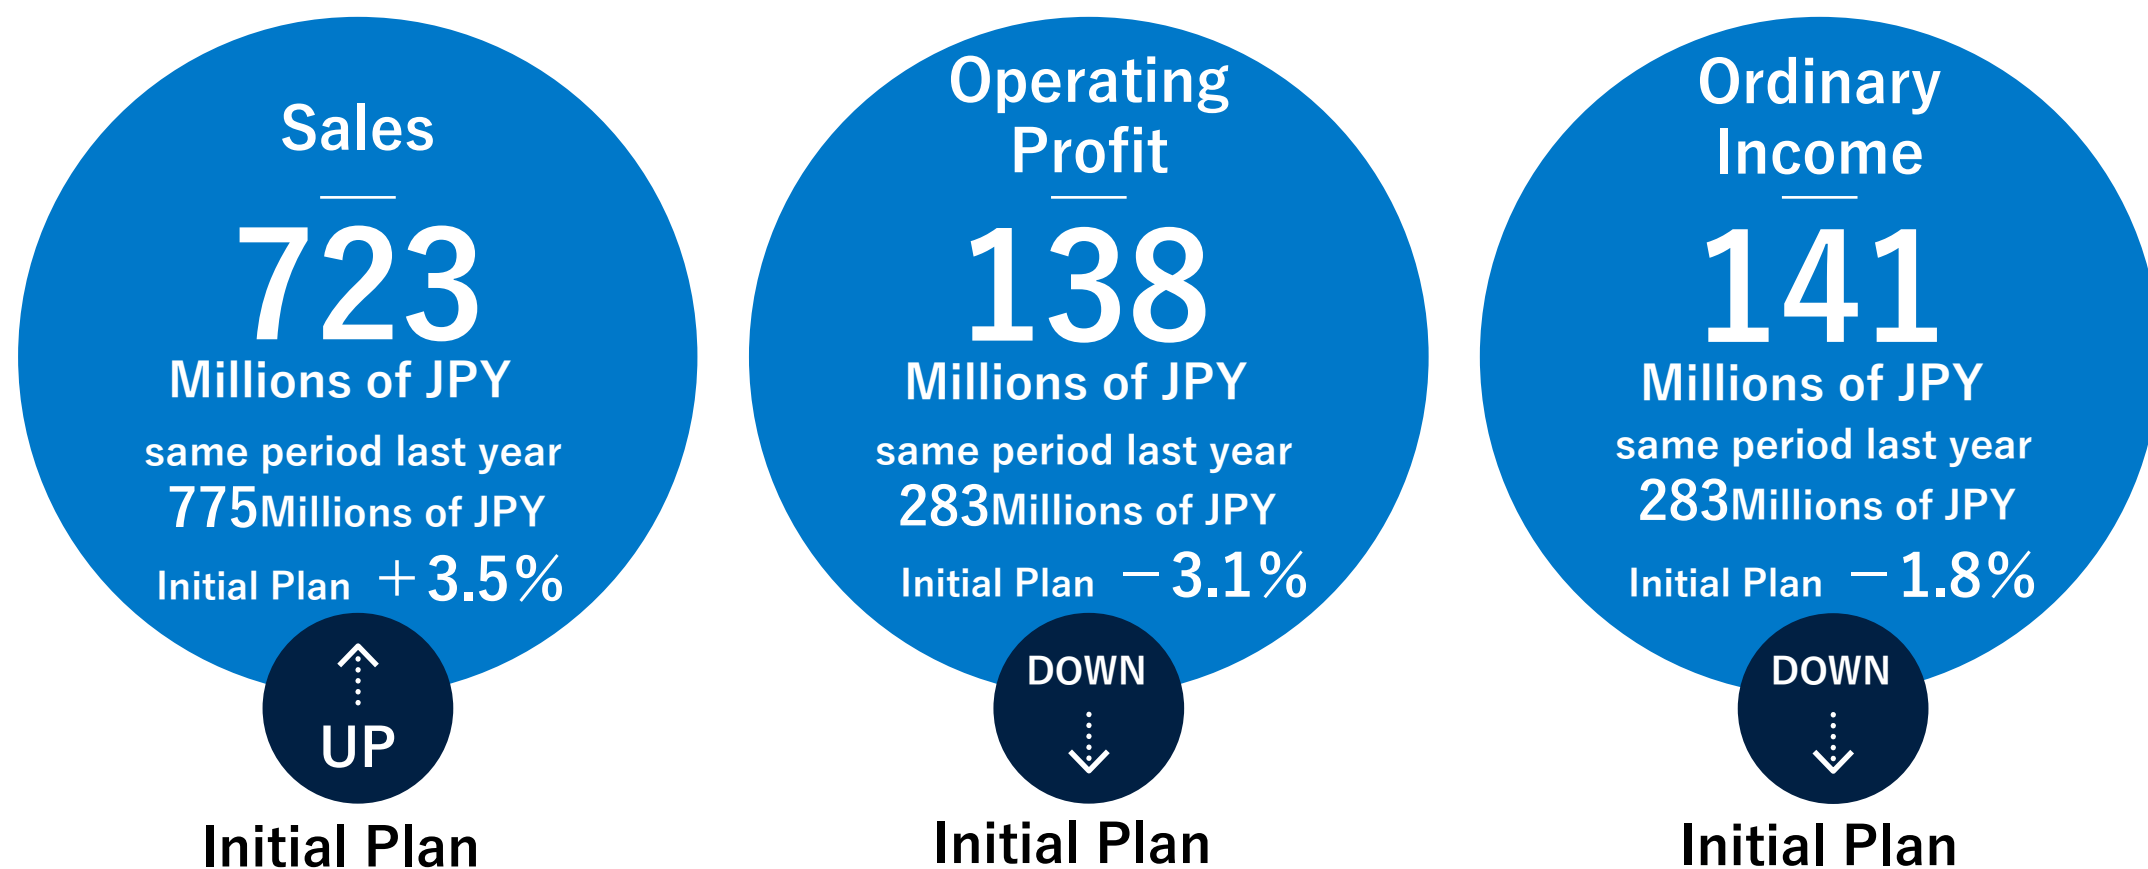 Sales
723
Millions of JPY
same period last year
775Millions of JPY
Initial Plan +3.5%
UP
Initial Plan
Operating
Profit
138
Millions of JPY
same period last year
283Millions of JPY
Initial Plan −3.1%
DOWN
Initial Plan
Ordinary
Income
141
Millions of JPY
same period last year
283Millions of JPY
Initial Plan −1.8%
DOWN
Initial Plan